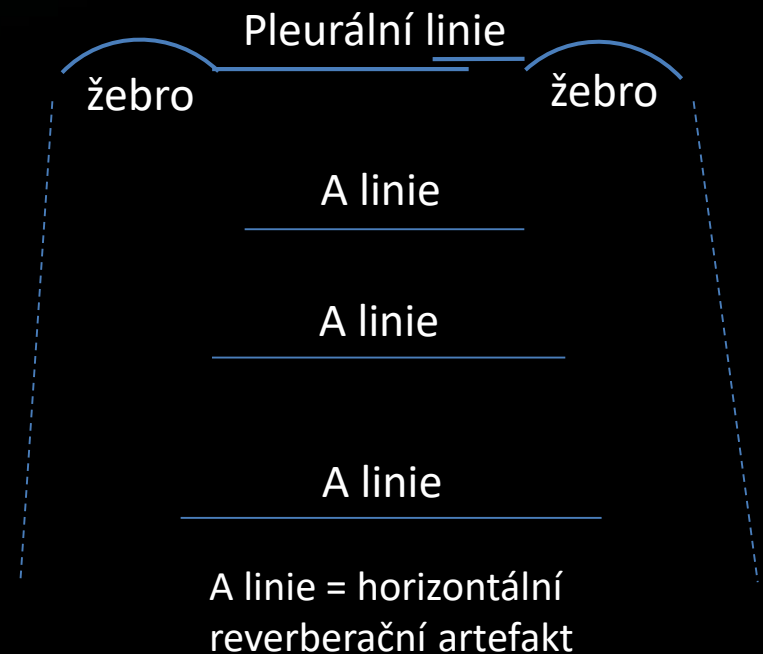 Pleurální linie
žebro
žebro
A linie
A linie
A linie
A linie = horizontální
reverberační artefakt